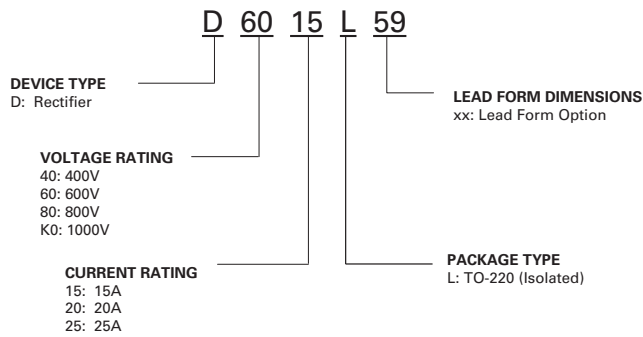 D 60 15 L 59
DEVICE TYPE
D: Rectifier
LEAD FORM DIMENSIONS
xx: Lead Form Option
VOLTAGE RATING
40: 400V
60: 600V
80: 800V
K0: 1000V
CURRENT RATING
15: 15A
20: 20A
25: 25A
PACKAGE TYPE
L: TO-220 (Isolated)